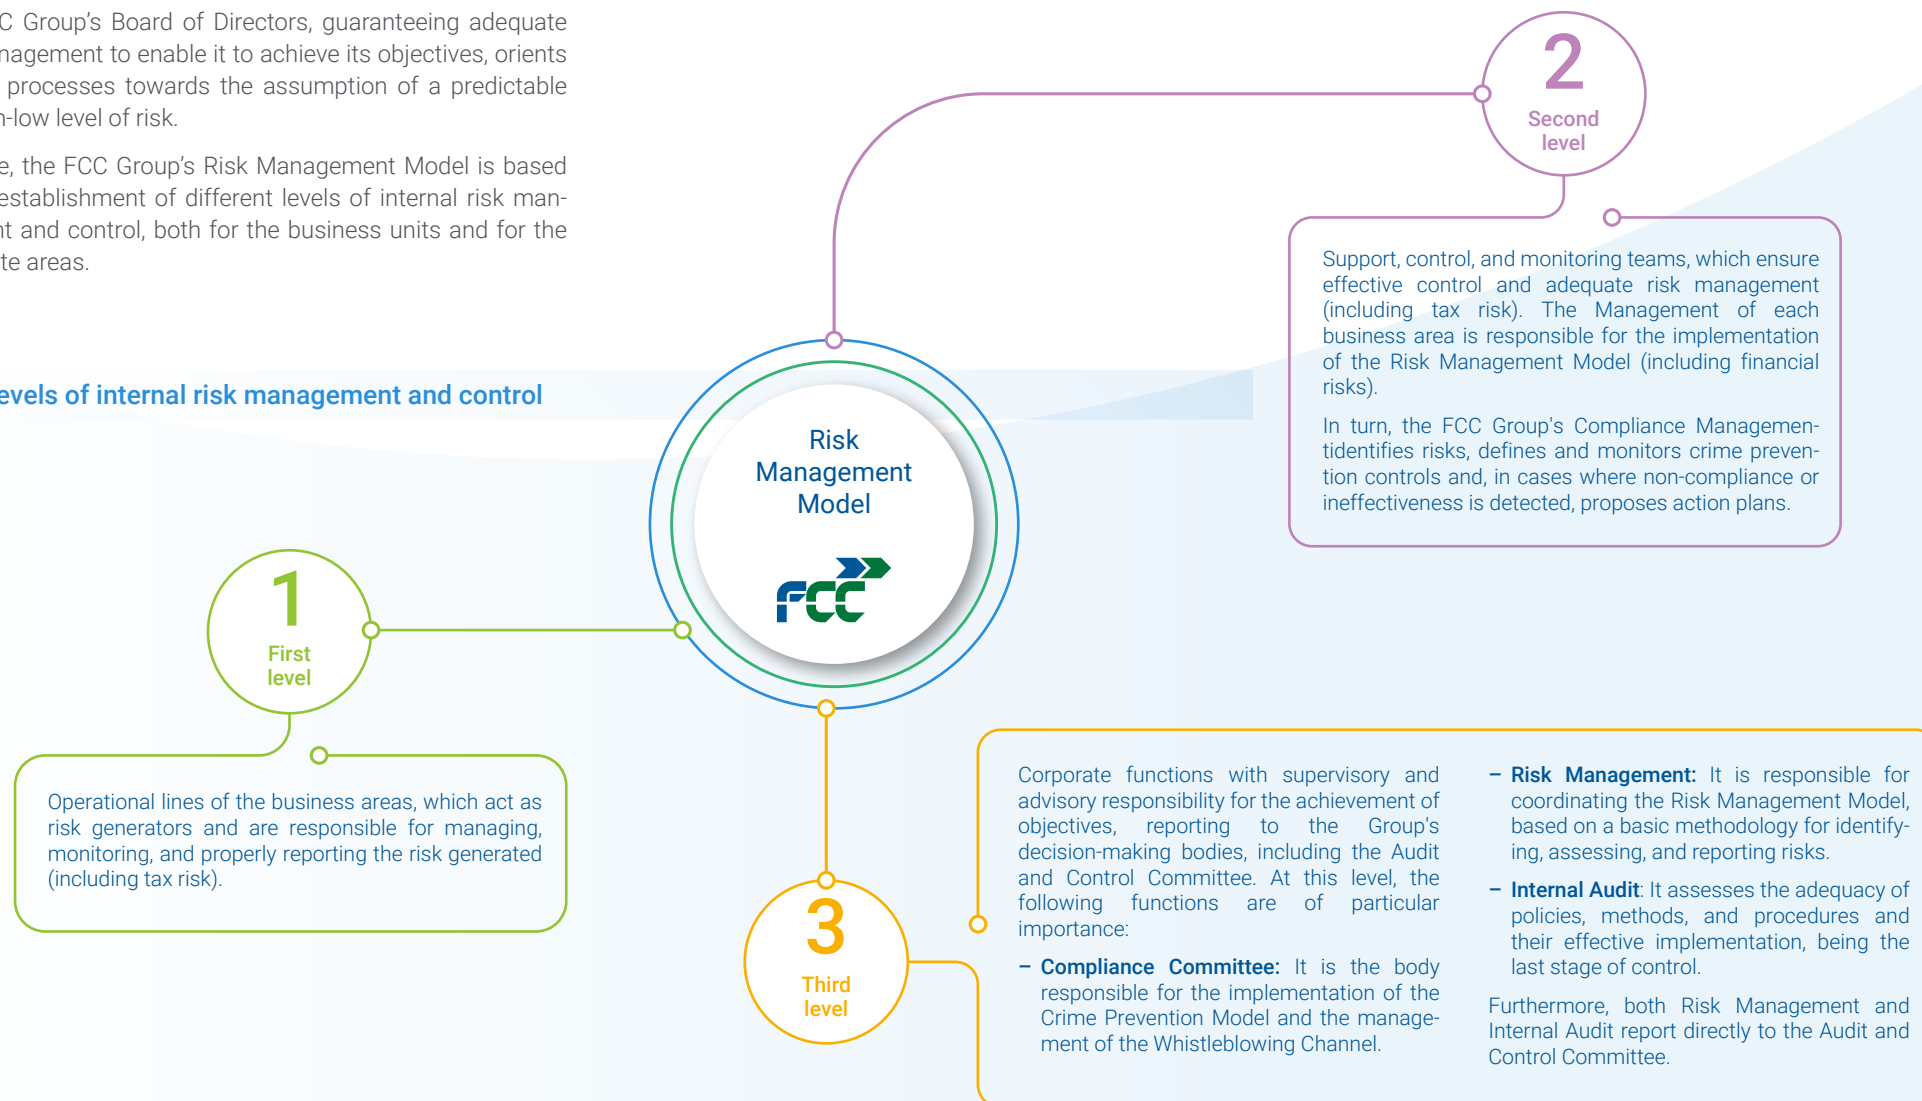 C Group's Board of Directors, guaranteeing adequate
nagement to enable it to achieve its objectives, orients
processes towards the assumption of a predictable
-low level of risk.
e, the FCC Group's Risk Management Model is based
establishment of different levels of internal risk man-
t and control, both for the business units and for the
te areas.
evels of internal risk management and control
Risk
Management
Model
FCC
1
First
level
Operational lines of the business areas, which act as
risk generators and are responsible for managing,
monitoring, and properly reporting the risk generated
(including tax risk).
2
Second
level
Support, control, and monitoring teams, which ensure
effective control and adequate risk management
(including tax risk). The Management of each
business area is responsible for the implementation
of the Risk Management Model (including financial
risks).
In turn, the FCC Group's Compliance Managemen-
tidentifies risks, defines and monitors crime preven-
tion controls and, in cases where non-compliance or
ineffectiveness is detected, proposes action plans.
3
Third
level
Corporate functions with supervisory and
advisory responsibility for the achievement of
objectives, reporting to the Group's
decision-making bodies, including the Audit
and Control Committee. At this level, the
following functions are of particular
importance:
– Compliance Committee: It is the body
responsible for the implementation of the
Crime Prevention Model and the manage-
ment of the Whistleblowing Channel.
– Risk Management: It is responsible for
coordinating the Risk Management Model,
based on a basic methodology for identify-
ing, assessing, and reporting risks.
– Internal Audit: It assesses the adequacy of
policies, methods, and procedures and
their effective implementation, being the
last stage of control.
Furthermore, both Risk Management and
Internal Audit report directly to the Audit and
Control Committee.